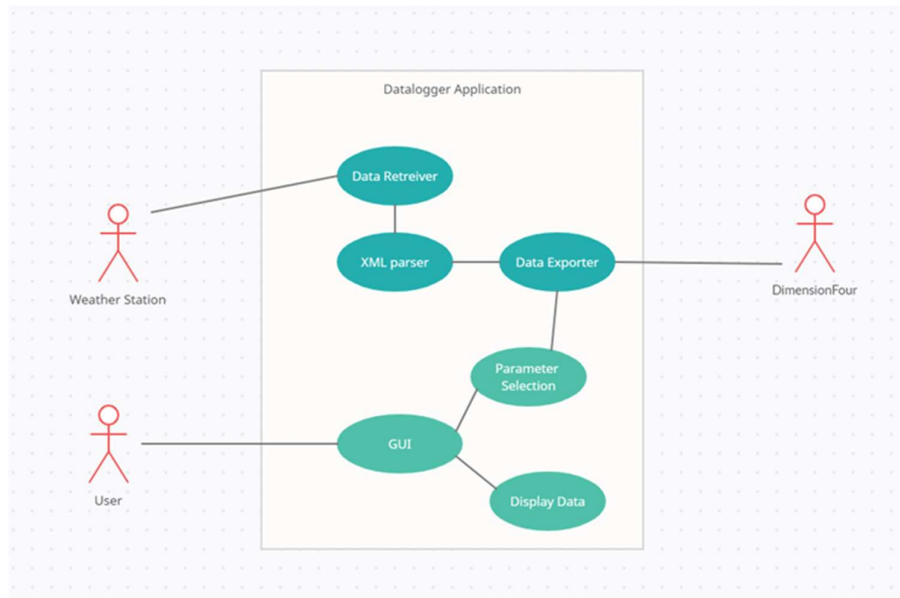 Datalogger Application
Data Retreiver
Weather Station
XML parser
Data Exporter
DimensionFour
Parameter
Selection
GUI
User
Display Data